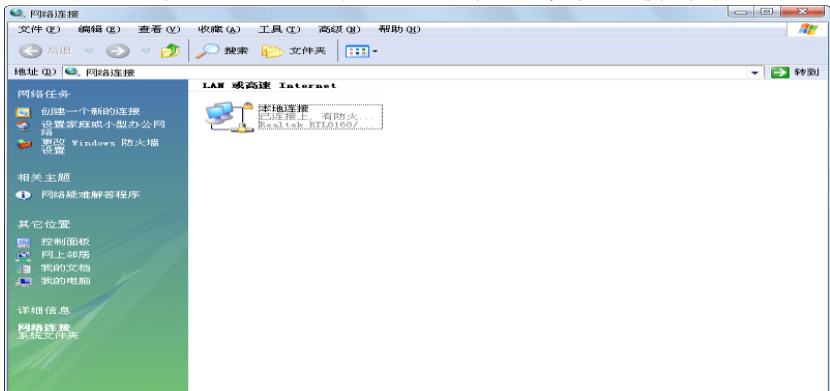 网络连接
文件(F) 编辑(E) 查看(V) 收藏(A) 工具(T) 高级(N) 帮助(H)
后退 搜索 文件夹
地址(D) 网络连接 转到
LAN 或高速 Internet
本地连接
已连接上，有防火...
Realtek RTL8168/...
网络任务
创建一个新的连接
设置家庭或小型办公网
络
更改 Windows 防火墙
设置
相关主题
网络疑难解答程序
其它位置
控制面板
网上邻居
我的文档
我的电脑
详细信息
网络连接
系统文件夹